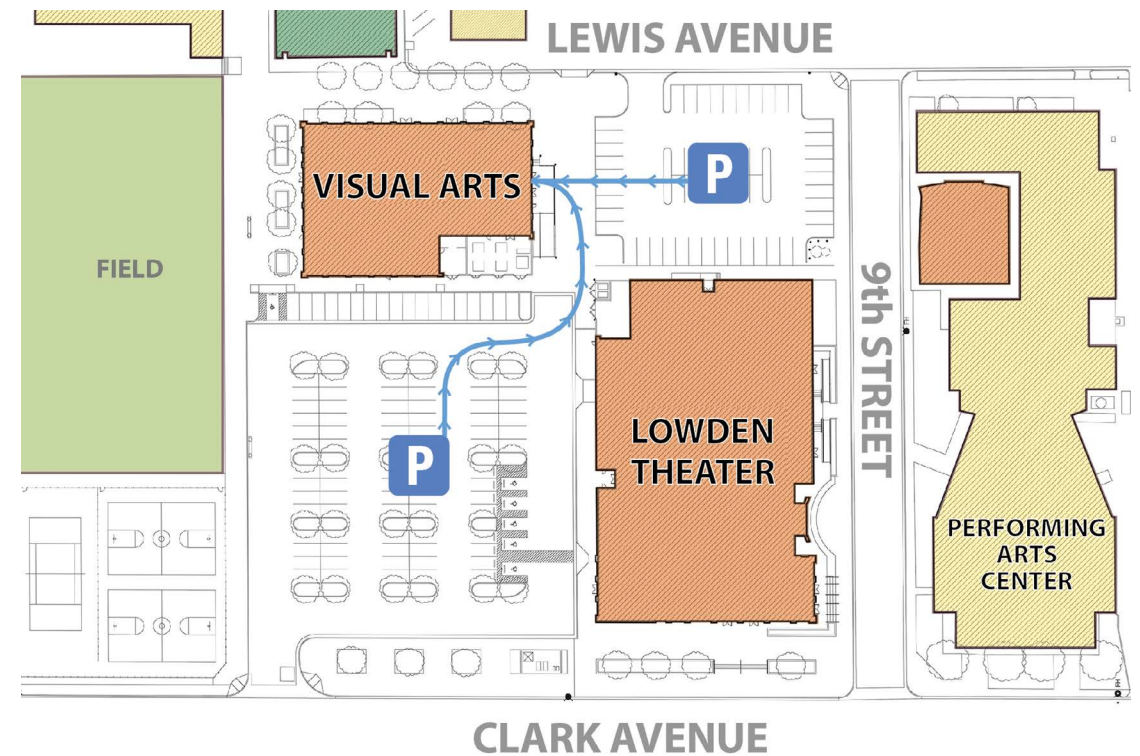 LEWIS AVENUE
VISUAL ARTS
P
FIELD
9th STREET
P
LOWDEN
THEATER
PERFORMING
ARTS
CENTER
CLARK AVENUE